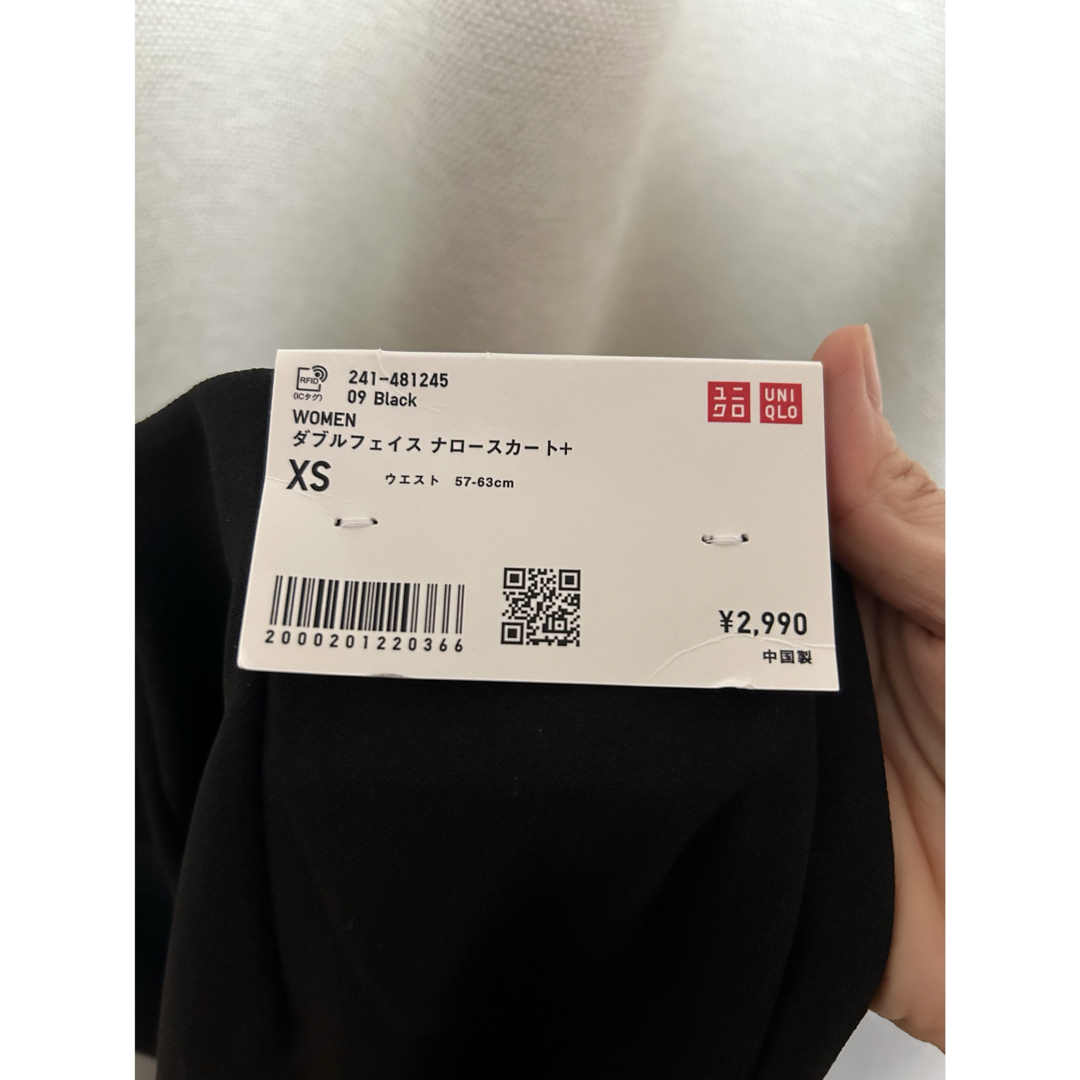 RFID
(ICタグ)
241-481245
09 Black
ユニクロ
UNIQLO
WOMEN
ダブルフェイス ナロースカート+
XS
ウエスト 57-63cm
2000201220366
¥2,990
中国製